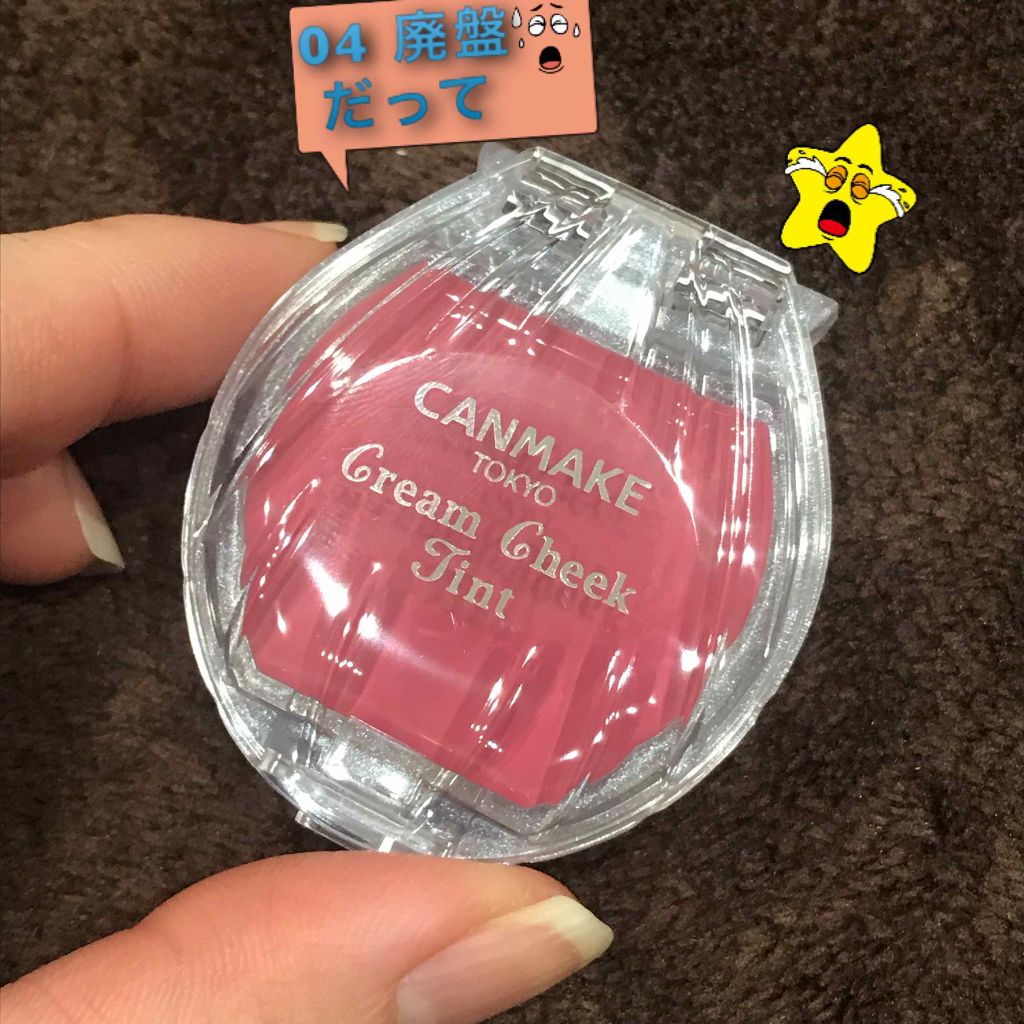 04 廃盤
だって
CANMAKE
TOKYO
Cream Cheek
Tint